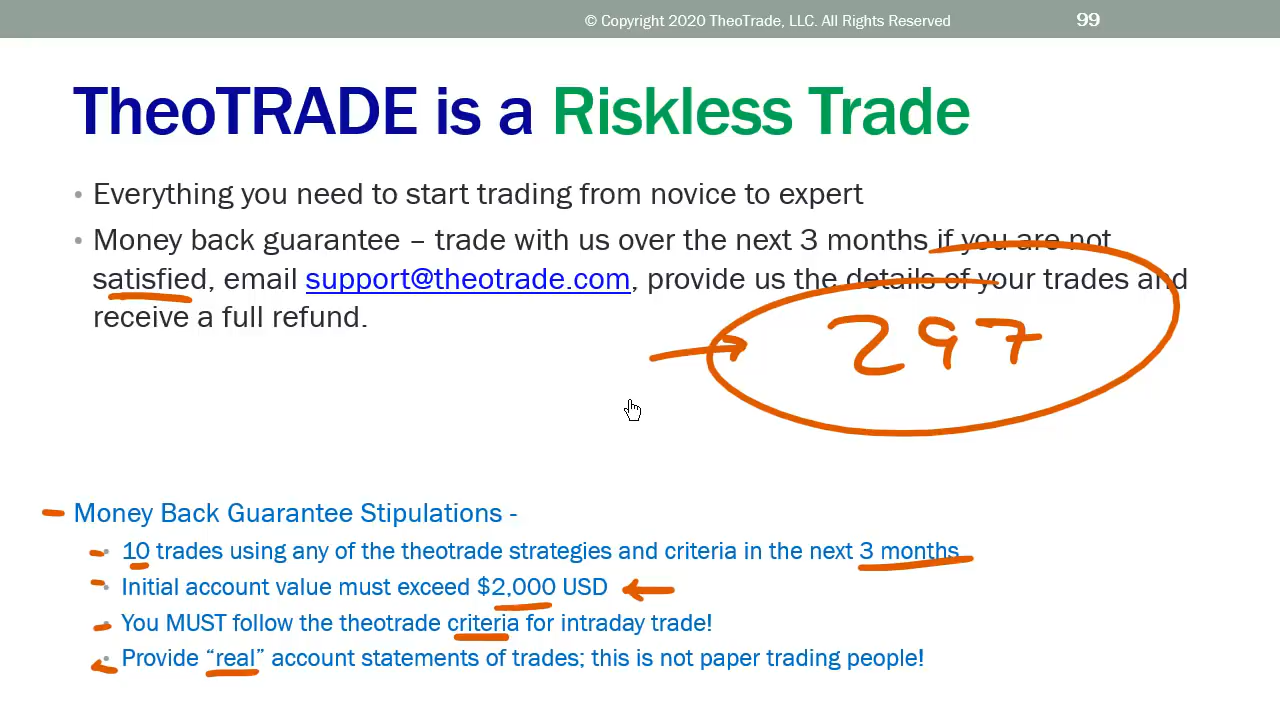 © Copyright 2020 TheoTrade, LLC. All Rights Reserved 99
TheoTRADE is a Riskless Trade
• Everything you need to start trading from novice to expert
• Money back guarantee – trade with us over the next 3 months if you are not
satisfied, email support@theotrade.com, provide us the details of your trades and
receive a full refund.
297
Money Back Guarantee Stipulations -
• 10 trades using any of the theotrade strategies and criteria in the next 3 months
• Initial account value must exceed $2,000 USD
• You MUST follow the theotrade criteria for intraday trade!
• Provide “real” account statements of trades; this is not paper trading people!